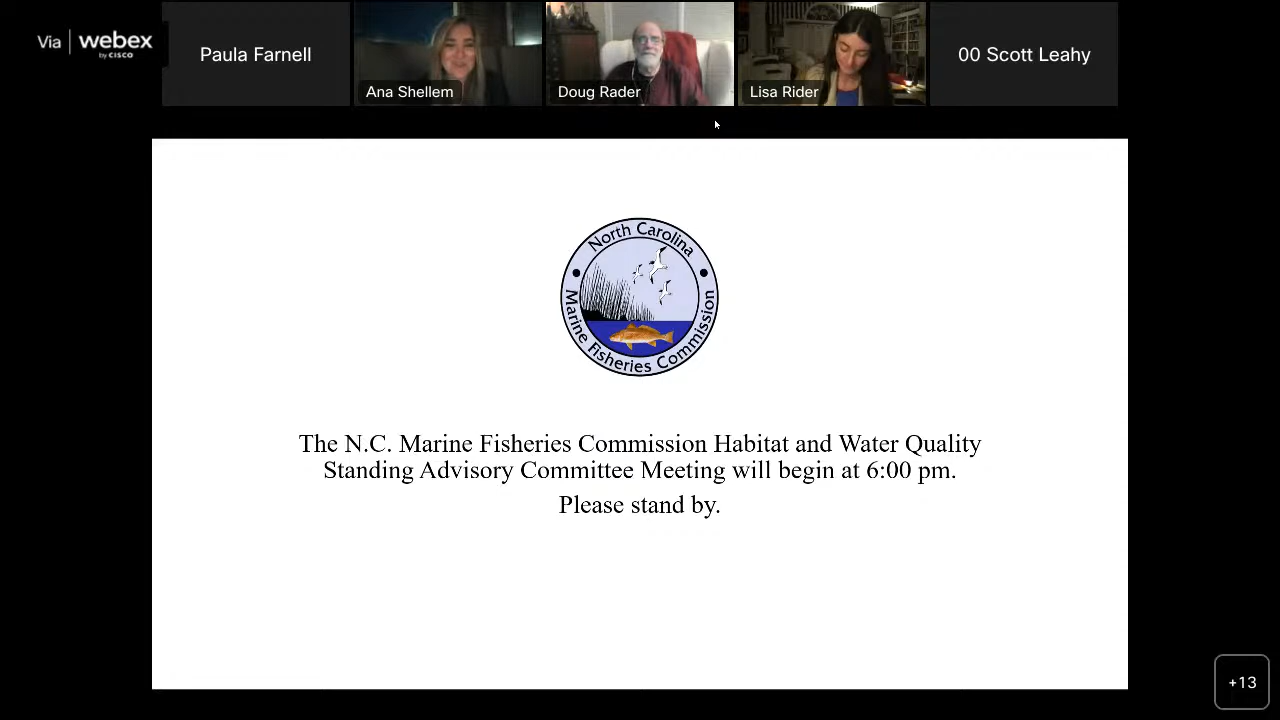 Via
webex
by CISCO
Paula Farnell
Ana Shellem
Doug Rader
Lisa Rider
00 Scott Leahy
North Carolina
Marine Fisheries Commission
The N.C. Marine Fisheries Commission Habitat and Water Quality
Standing Advisory Committee Meeting will begin at 6:00 pm.
Please stand by.
+13